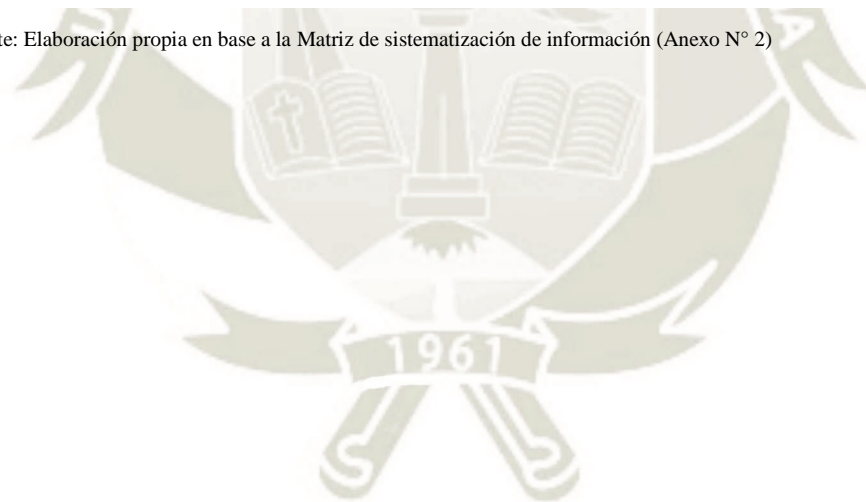 te: Elaboración propia en base a la Matriz de sistematización de información (Anexo N° 2)
1961